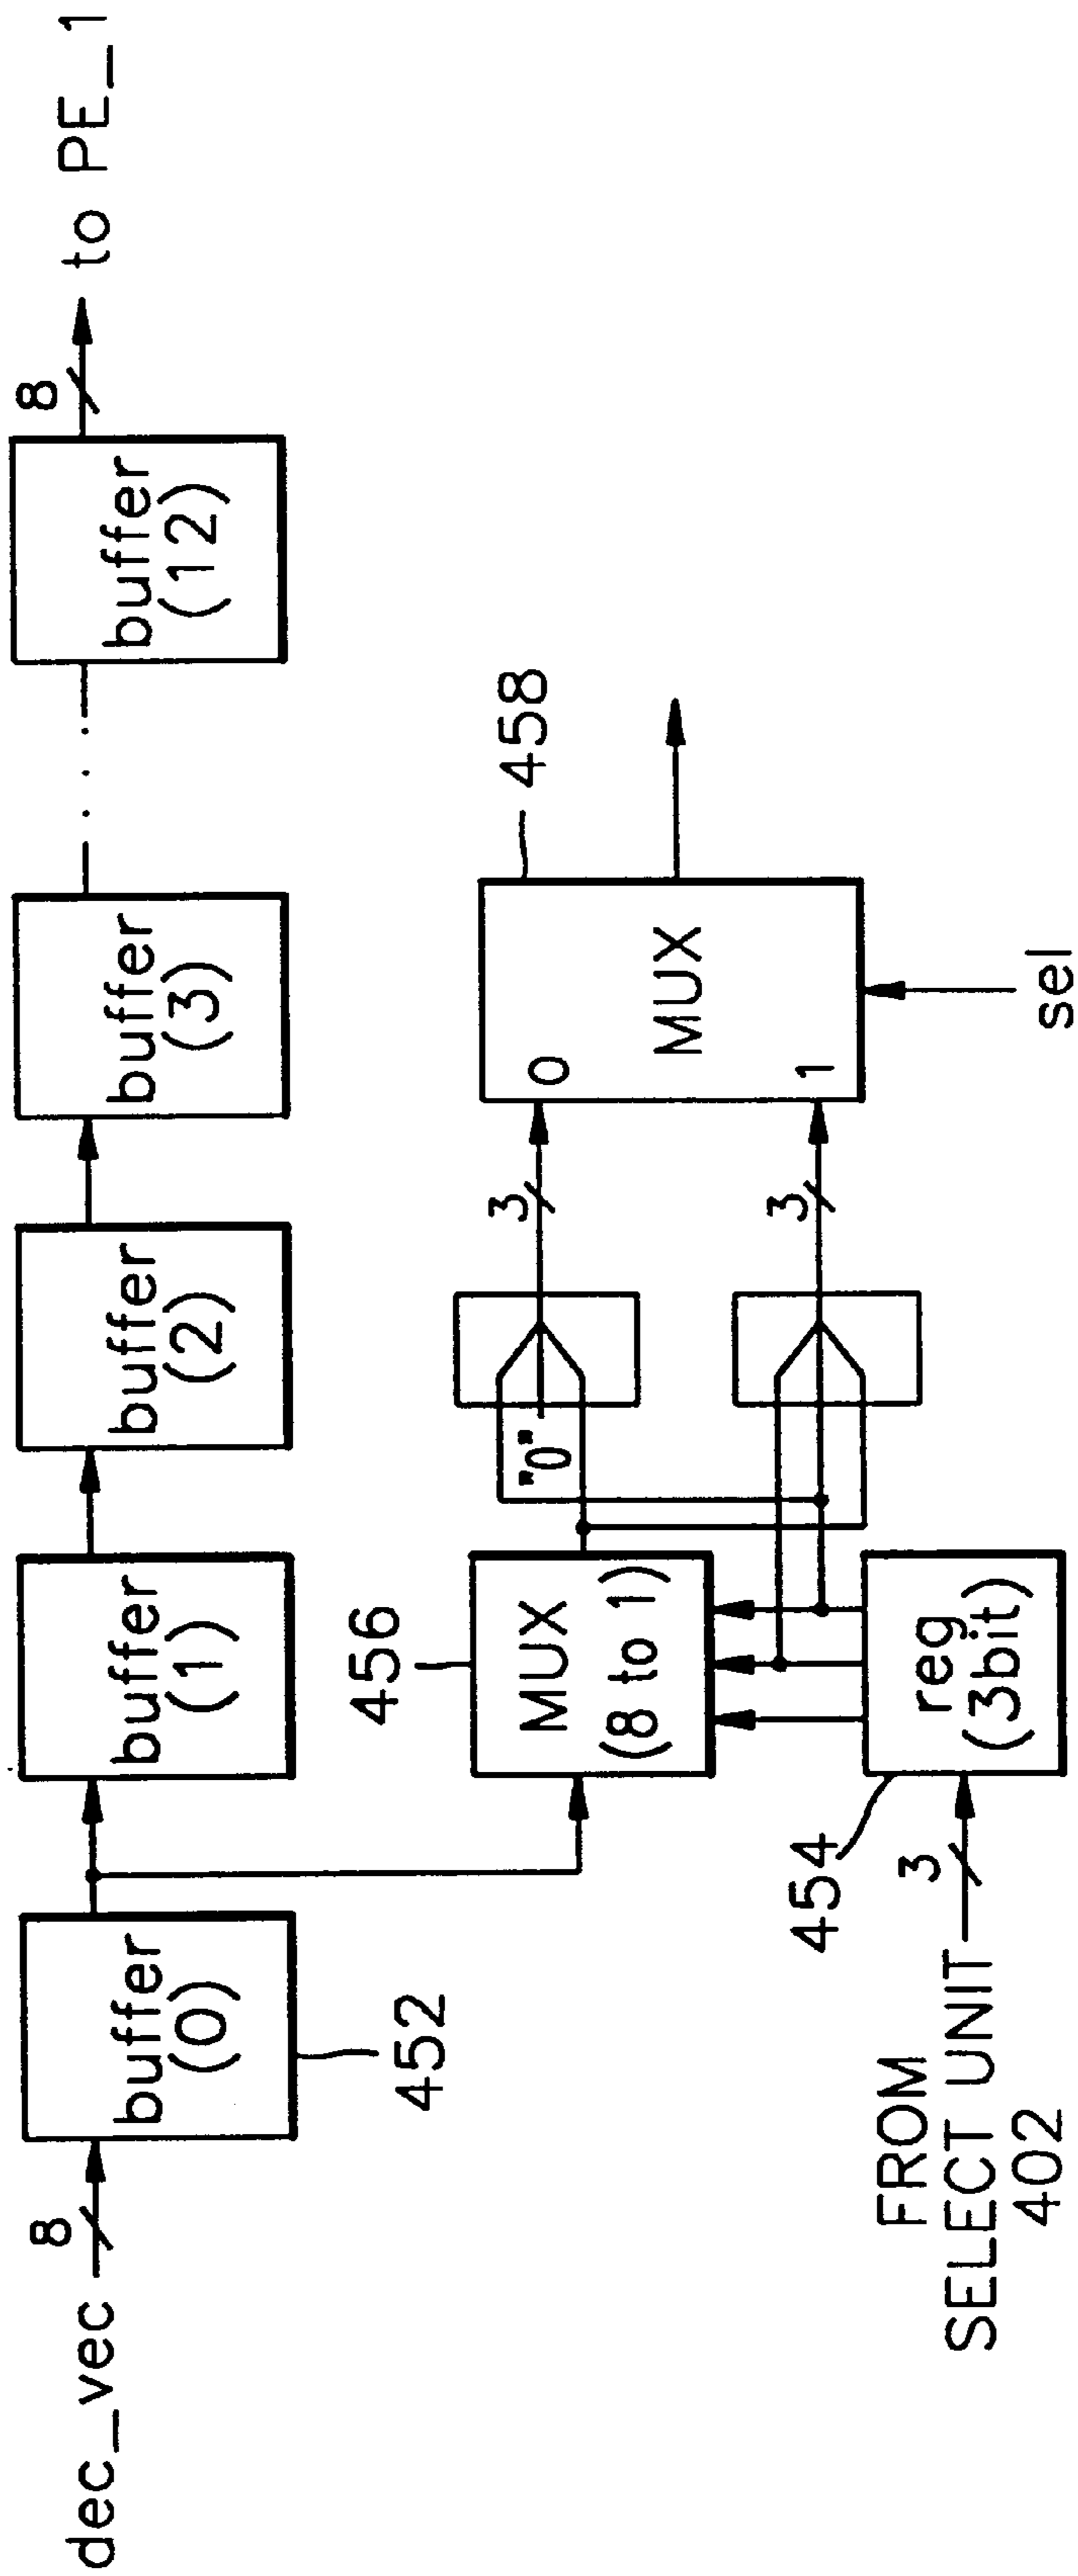 dec_vec
8
buffer
(0)
buffer
(1)
buffer
(2)
buffer
(3)
buffer
(12)
8
to PE_1
452
456
MUX
(8 to 1)
"0"
3
3
0
1
MUX
458
sel
454
3
reg
(3bit)
FROM
SELECT UNIT
402